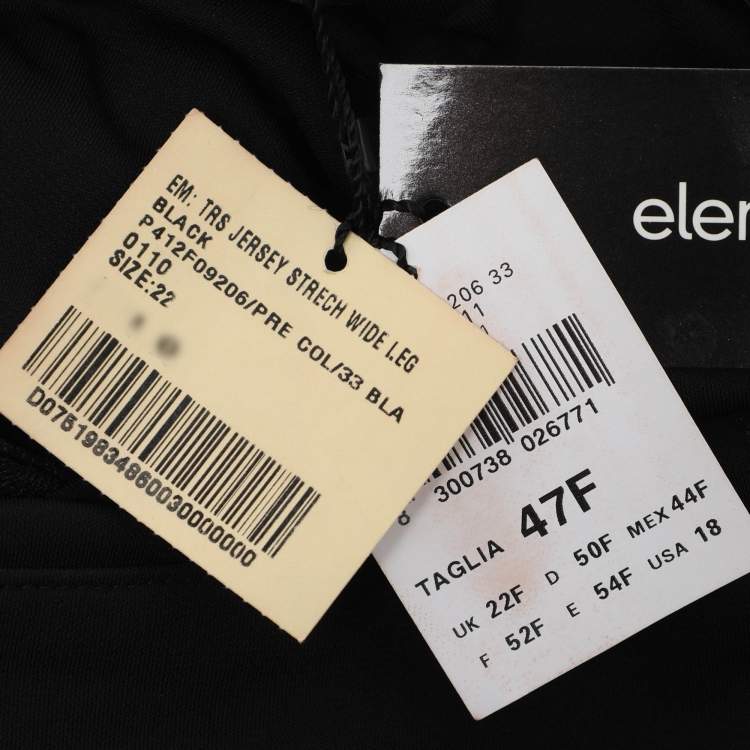 EM: TRS JERSEY STRECH WIDE LEG
BLACK
P412F09206/PRE COL/33 BLA
0110
SIZE:22
D07519834860030000000
eler
206 33
11
8 300738 026771
TAGLIA 47F
UK 22F D 50F MEX 44F
F 52F E 54F USA 18